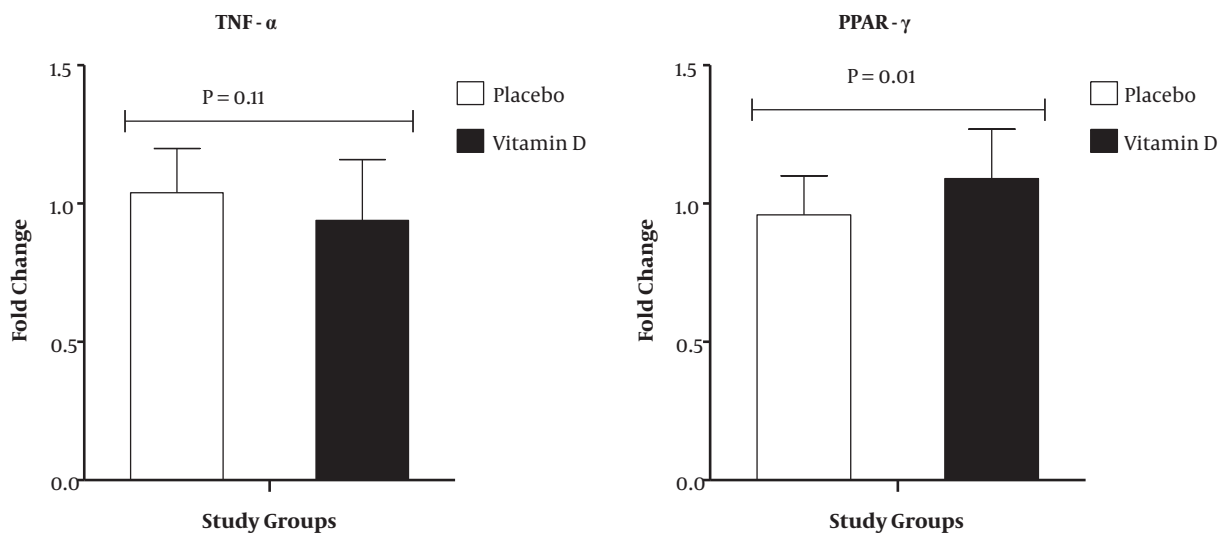 TNF - α
1.5
P = 0.11
Placebo
Vitamin D
1.0
0.5
0.0
Fold Change
Study Groups
PPAR - γ
1.5
P = 0.01
Placebo
Vitamin D
1.0
0.5
0.0
Fold Change
Study Groups